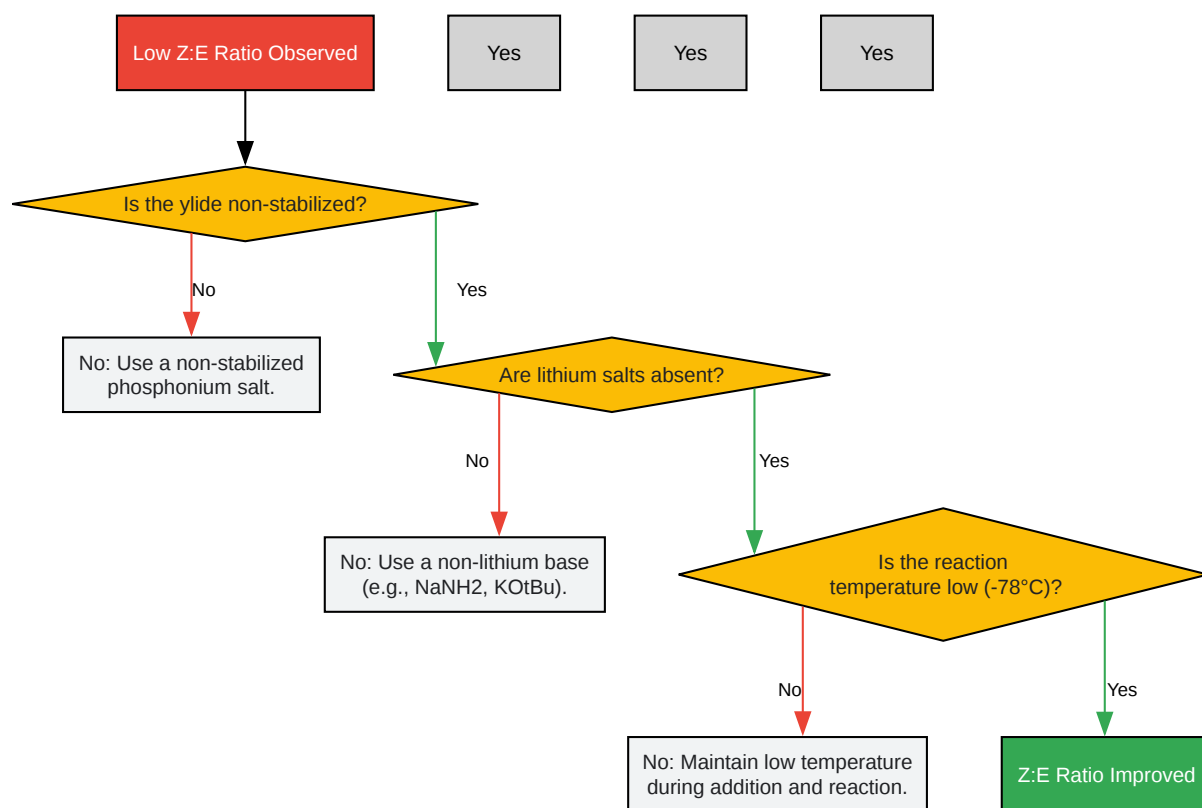 Low Z:E Ratio Observed
Yes
Yes
Yes
Is the ylide non-stabilized?
No
Yes
No: Use a non-stabilized
phosphonium salt.
Are lithium salts absent?
No
Yes
No: Use a non-lithium base
(e.g., NaNH2, KOtBu).
Is the reaction
temperature low (-78°C)?
No
Yes
No: Maintain low temperature
during addition and reaction.
Z:E Ratio Improved